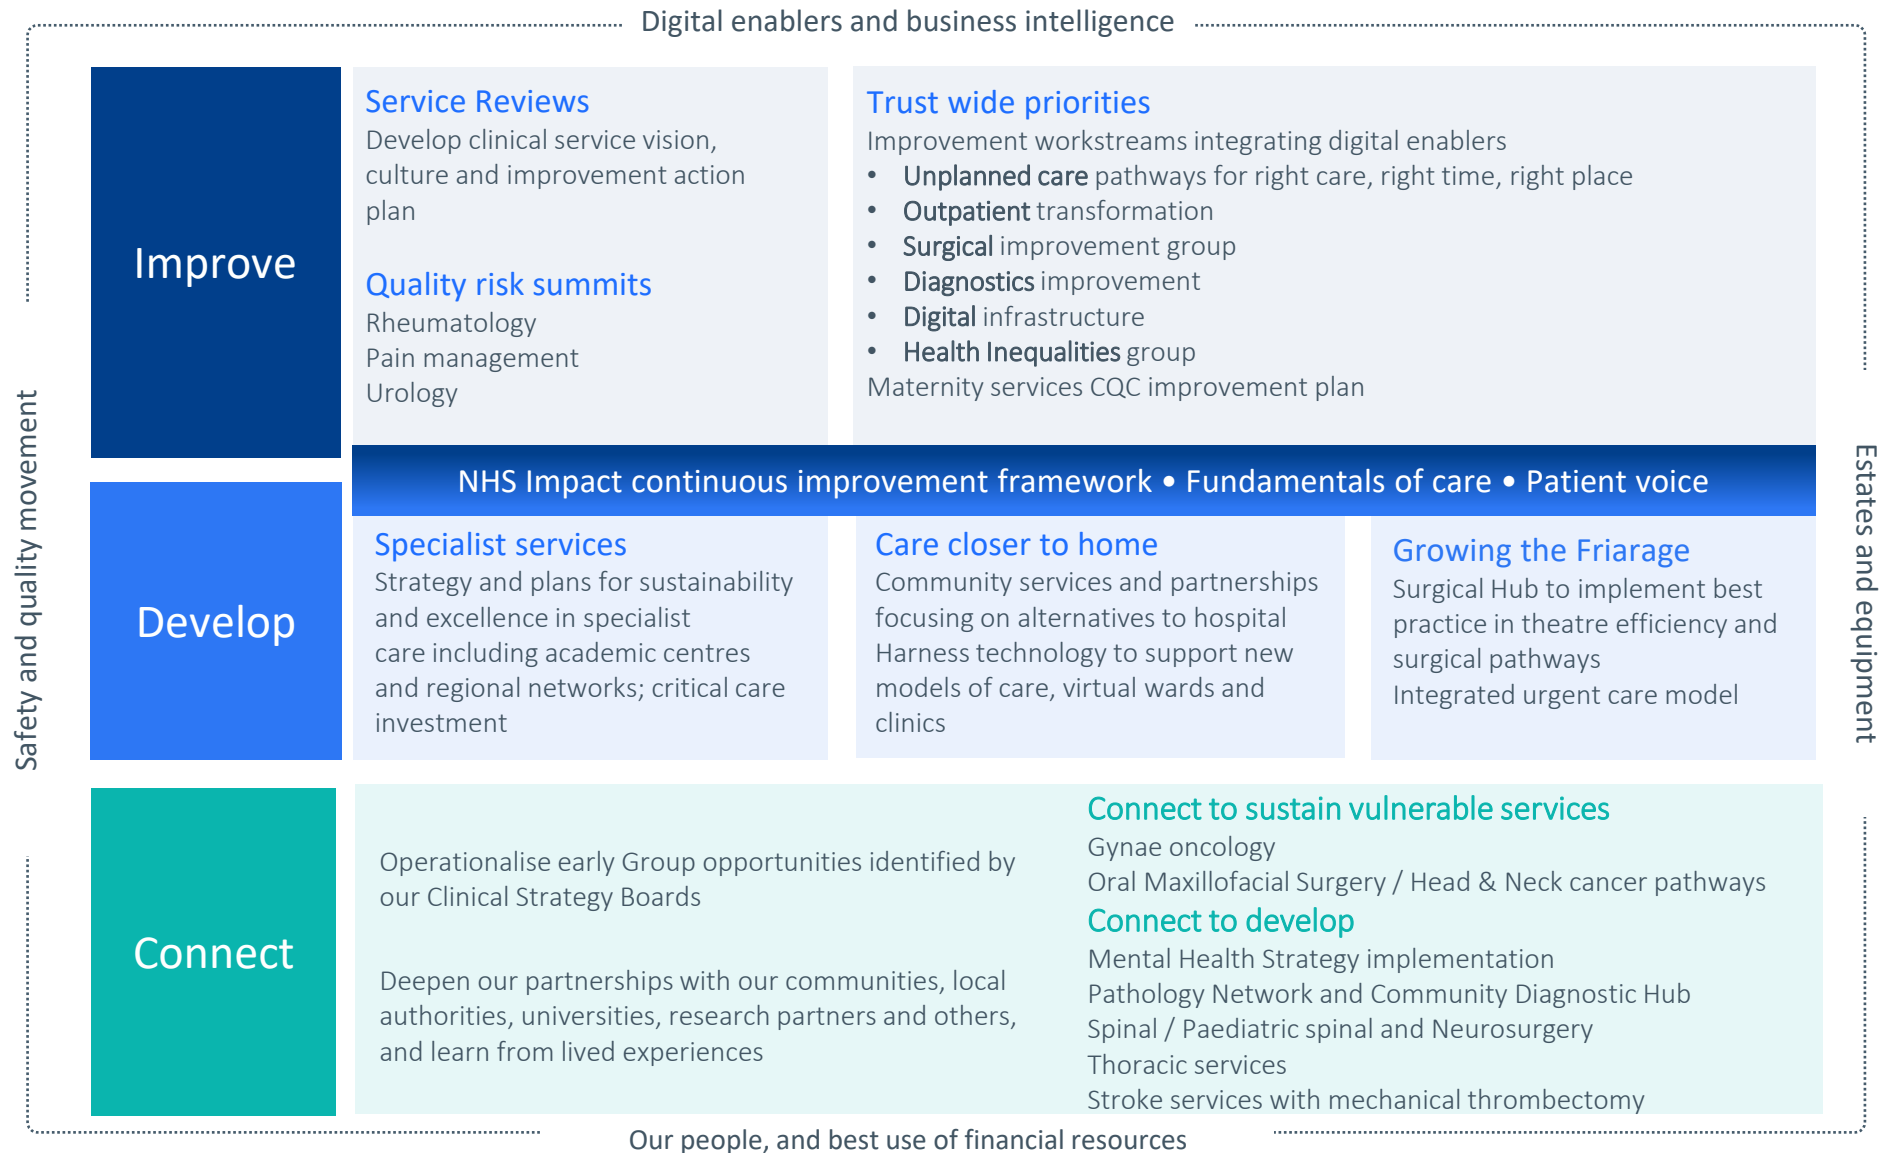 Digital enablers and business intelligence
Safety and quality movement
Estates and equipment
Improve
Service Reviews
Develop clinical service vision,
culture and improvement action
plan
Quality risk summits
Rheumatology
Pain management
Urology
Trust wide priorities
Improvement workstreams integrating digital enablers
• Unplanned care pathways for right care, right time, right place
• Outpatient transformation
• Surgical improvement group
• Diagnostics improvement
• Digital infrastructure
• Health Inequalities group
Maternity services CQC improvement plan
NHS Impact continuous improvement framework • Fundamentals of care • Patient voice
Develop
Specialist services
Strategy and plans for sustainability
and excellence in specialist
care including academic centres
and regional networks; critical care
investment
Care closer to home
Community services and partnerships
focusing on alternatives to hospital
Harness technology to support new
models of care, virtual wards and
clinics
Growing the Friarage
Surgical Hub to implement best
practice in theatre efficiency and
surgical pathways
Integrated urgent care model
Connect
Operationalise early Group opportunities identified by
our Clinical Strategy Boards
Deepen our partnerships with our communities, local
authorities, universities, research partners and others,
and learn from lived experiences
Connect to sustain vulnerable services
Gynae oncology
Oral Maxillofacial Surgery / Head & Neck cancer pathways
Connect to develop
Mental Health Strategy implementation
Pathology Network and Community Diagnostic Hub
Spinal / Paediatric spinal and Neurosurgery
Thoracic services
Stroke services with mechanical thrombectomy
Our people, and best use of financial resources